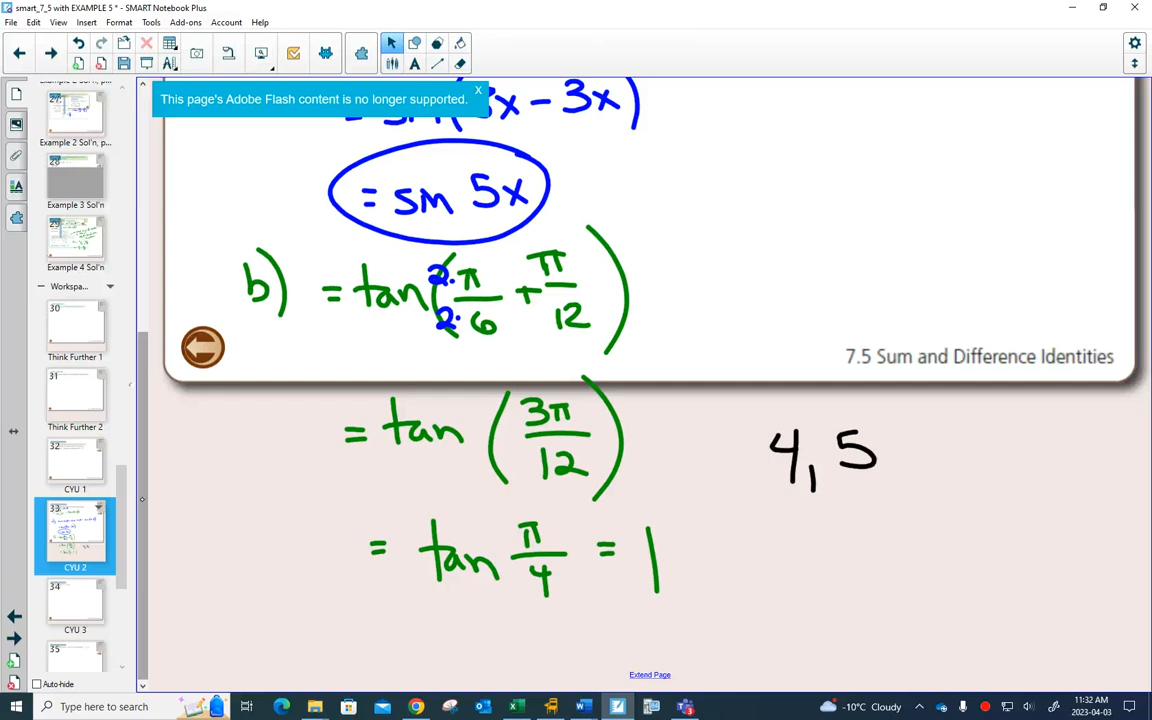 smart_7_5 with EXAMPLE 5 * - SMART Notebook Plus
File Edit View Insert Format Tools Add-ons Account Help
This page's Adobe Flash content is no longer supported. X
x - 3x)
= sin 5x
b) = tan(2·π/2·6 + π/12)
7.5 Sum and Difference Identities
= tan (3π/12)
4, 5
= tan π/4 = 1
Extend Page
27
Example 2 Sol'n, p...
28
Example 3 Sol'n
29
Example 4 Sol'n
Workspa...
30
Think Further 1
31
Think Further 2
32
CYU 1
33
CYU 2
34
CYU 3
35
Auto-hide
Type here to search
-10°C Cloudy
11:32 AM
2023-04-03